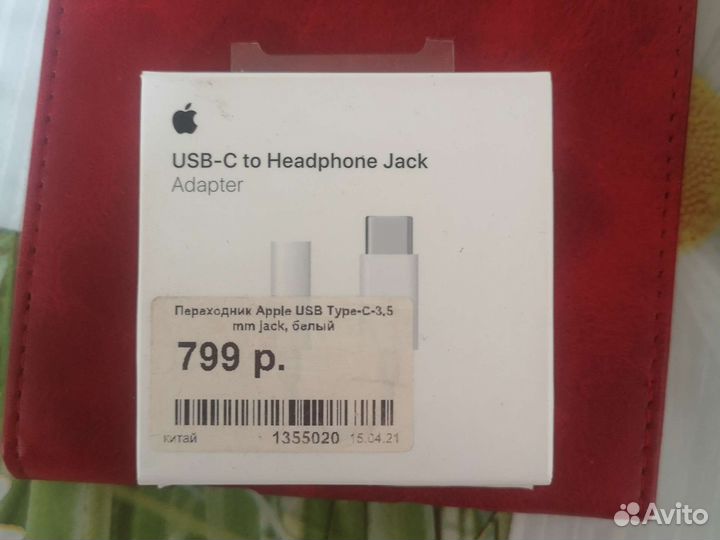 USB-C to Headphone Jack
Adapter
Переходник Apple USB Type-C-3,5
mm jack, белый
799 р.
китай 1355020 15.04.21
Avito